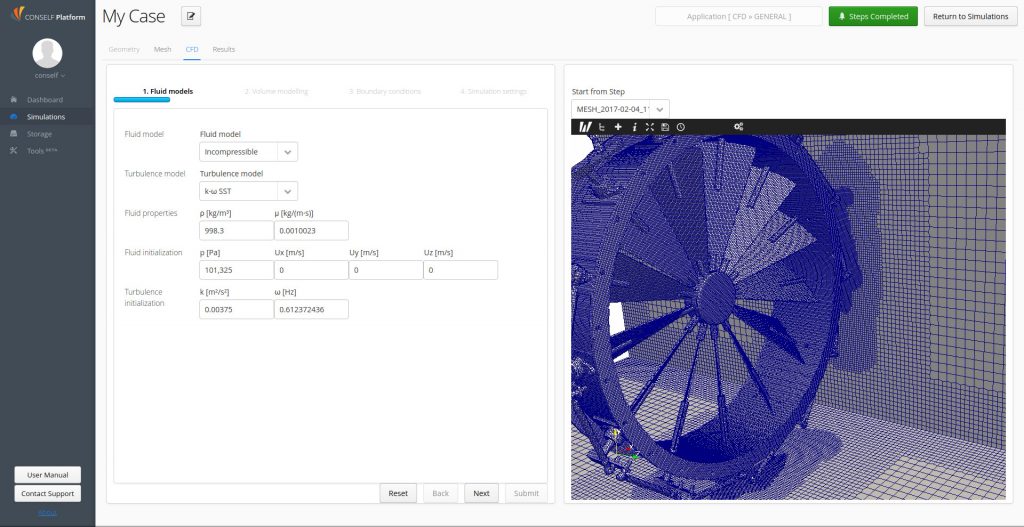 CONSELF Platform
My Case
Application [ CFD » GENERAL ]
Steps Completed
Return to Simulations
conself
Dashboard
Simulations
Storage
Tools BETA
User Manual
Contact Support
About
Geometry Mesh CFD Results
1. Fluid models 2. Volume modelling 3. Boundary conditions 4. Simulation settings
Fluid model Fluid model
Incompressible
Turbulence model Turbulence model
k-ω SST
Fluid properties ρ [kg/m³] μ [kg/(m·s)]
998.3 0.0010023
Fluid initialization p [Pa] Ux [m/s] Uy [m/s] Uz [m/s]
101,325 0 0 0
Turbulence k [m²/s²] ω [Hz]
initialization
0.00375 0.612372436
Reset Back Next Submit
Start from Step
MESH_2017-02-04_1